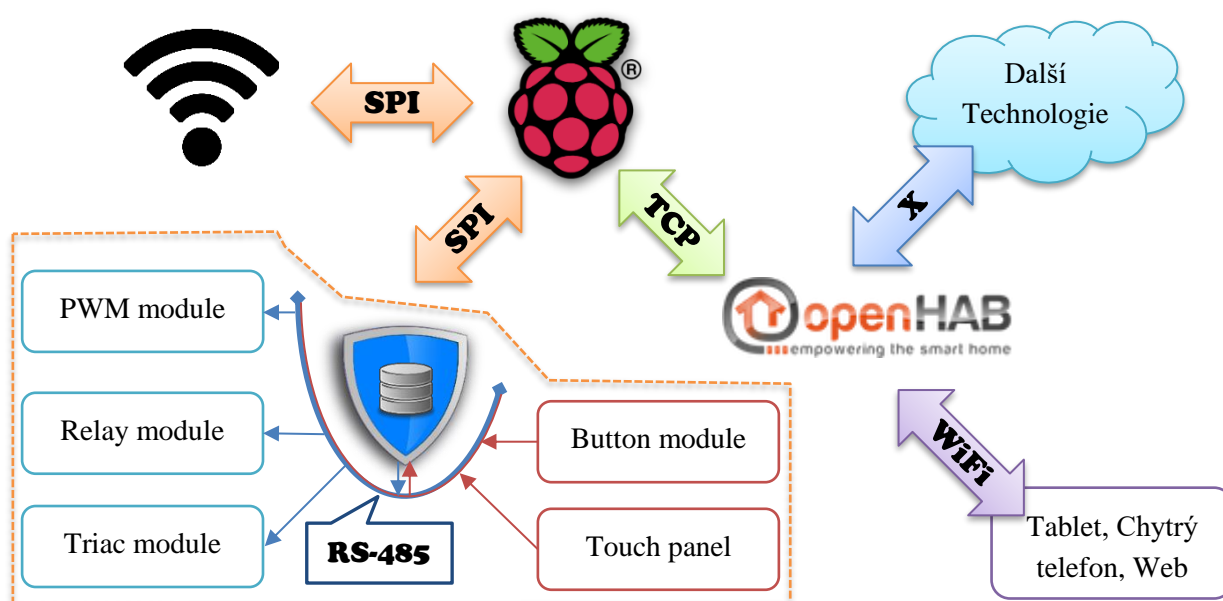 SPI
®
Další
Technologie
SPI
TCP
X
PWM module
openHAB
empowering the smart home
Relay module
Button module
WiFi
RS-485
Triac module
Touch panel
Tablet, Chytrý
telefon, Web